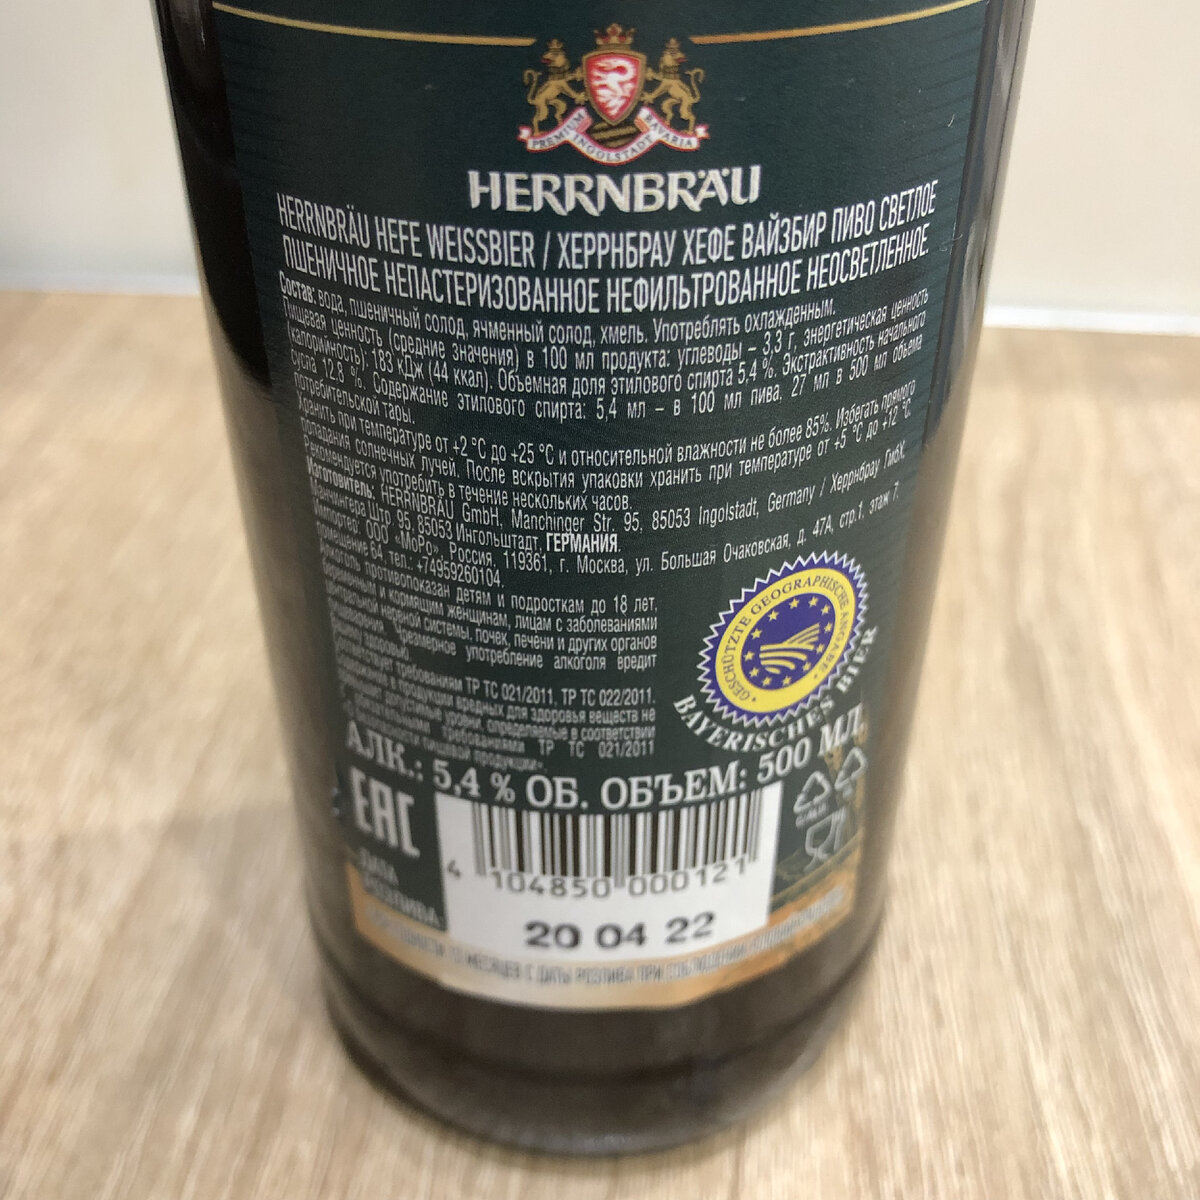 PREMIUM BAVARIA
INGOLSTADT
HERRNBRÄU
HERRNBRÄU HEFE WEISSBIER / ХЕРРНБРАУ ХЕФЕ ВАЙЗБИР ПИВО СВЕТЛОЕ
ПШЕНИЧНОЕ НЕПАСТЕРИЗОВАННОЕ НЕФИЛЬТРОВАННОЕ НЕОСВЕТЛЕННОЕ.
Состав: вода, пшеничный солод, ячменный солод, хмель. Употреблять охлажденным.
Пищевая ценность (средние значения) в 100 мл продукта: углеводы – 3,3 г, энергетическая ценность
(калорийность): 183 кДж (44 ккал). Объемная доля этилового спирта 5,4 %. Экстрактивность начального
сусла 12,8 %. Содержание этилового спирта: 5,4 мл – в 100 мл пива, 27 мл в 500 мл объема
потребительской тары.
Хранить при температуре от +2 °C до +25 °C и относительной влажности не более 85%. Избегать прямого
попадания солнечных лучей. После вскрытия упаковки хранить при температуре от +5 °C до +12 °C.
Рекомендуется употребить в течение нескольких часов.
Изготовитель: HERRNBRÄU GmbH, Manchinger Str. 95, 85053 Ingolstadt, Germany / Херрнбрау ГмбХ,
Манчингера Штр. 95, 85053 Ингольштадт, ГЕРМАНИЯ.
Импортер: ООО «МоРо», Россия, 119361, г. Москва, ул. Большая Очаковская, д. 47А, стр.1, этаж 7,
помещение 64 тел.: +74959260104.
Алкоголь противопоказан детям и подросткам до 18 лет,
беременным и кормящим женщинам, лицам с заболеваниями
центральной нервной системы, почек, печени и других органов
пищеварения. Чрезмерное употребление алкоголя вредит
Вашему здоровью.
Соответствует требованиям ТР ТС 021/2011, ТР ТС 022/2011.
в продукции вредных для здоровья веществ не
допустимые уровни, определяемые в соответствии
требованиями ТР ТС 021/2011
пищевой продукции».
GESCHÜTZTE GEOGRAPHISCHE ANGABE
BAYERISCHES BIER
АЛК.: 5,4 % ОБ. ОБЪЕМ: 500 МЛ
EAC
ДАТА
РОЗЛИВА:
4 104850 000121
20 04 22
МЕСЯЦЕВ С ДАТЫ РОЗЛИВА ПРИ СОБЛЮДЕНИИ